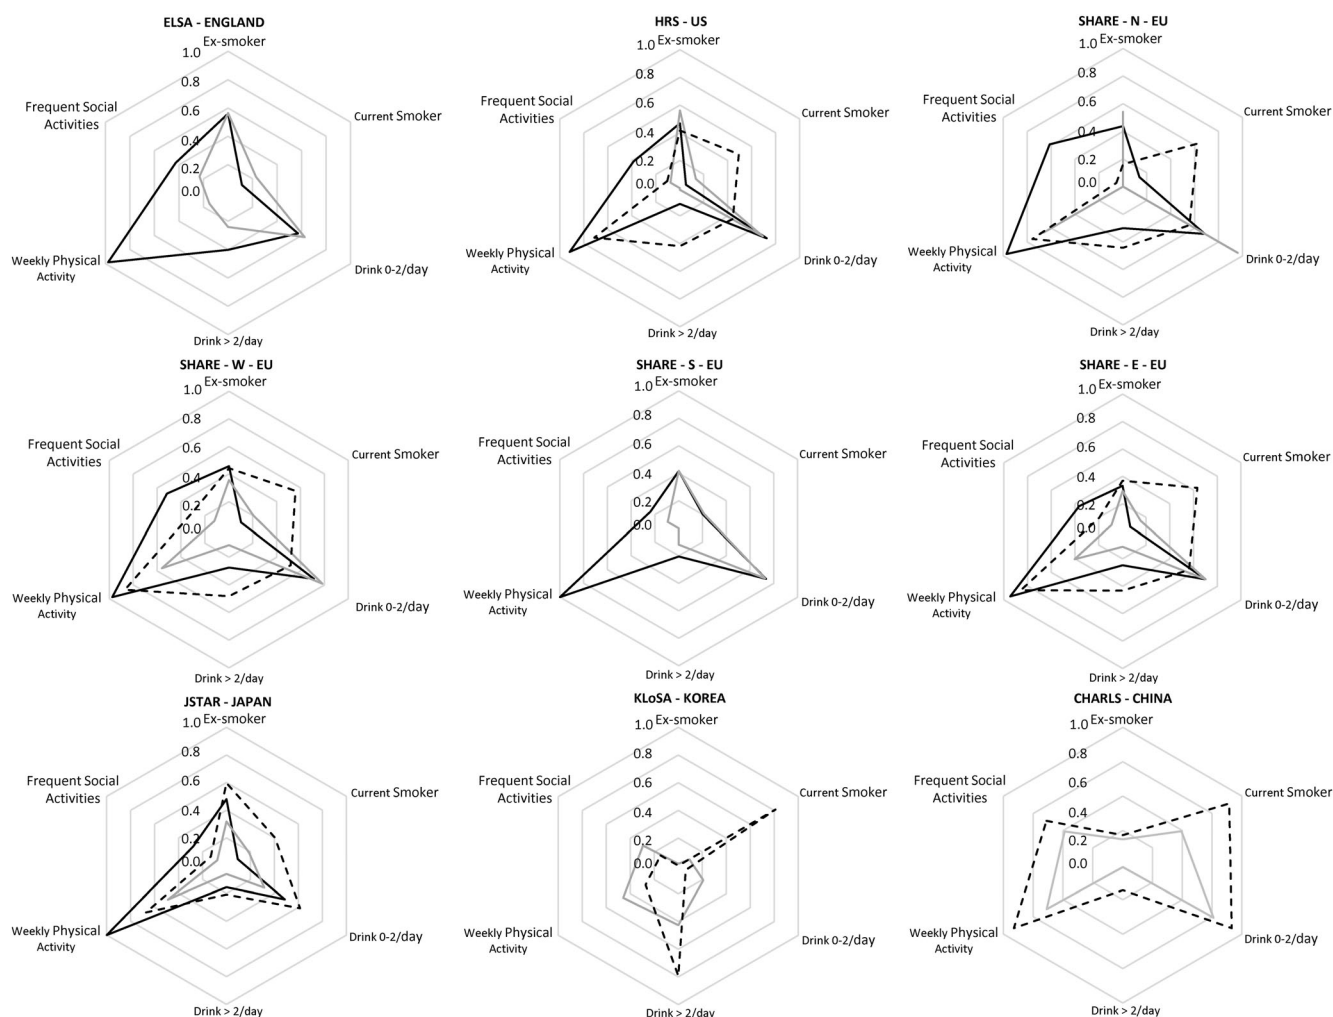 ELSA - ENGLAND
Ex-smoker
1.0
0.8
0.6
0.4
0.2
0.0
Frequent Social
Activities
Current Smoker
Weekly Physical
Activity
Drink 0-2/day
Drink > 2/day
HRS - US
Ex-smoker
1.0
0.8
0.6
0.4
0.2
0.0
Frequent Social
Activities
Current Smoker
Weekly Physical
Activity
Drink 0-2/day
Drink > 2/day
SHARE - N - EU
Ex-smoker
1.0
0.8
0.6
0.4
0.2
0.0
Frequent Social
Activities
Current Smoker
Weekly Physical
Activity
Drink 0-2/day
Drink > 2/day
SHARE - W - EU
Ex-smoker
1.0
0.8
0.6
0.4
0.2
0.0
Frequent Social
Activities
Current Smoker
Weekly Physical
Activity
Drink 0-2/day
Drink > 2/day
SHARE - S - EU
Ex-smoker
1.0
0.8
0.6
0.4
0.2
0.0
Frequent Social
Activities
Current Smoker
Weekly Physical
Activity
Drink 0-2/day
Drink > 2/day
SHARE - E - EU
Ex-smoker
1.0
0.8
0.6
0.4
0.2
0.0
Frequent Social
Activities
Current Smoker
Weekly Physical
Activity
Drink 0-2/day
Drink > 2/day
JSTAR - JAPAN
Ex-smoker
1.0
0.8
0.6
0.4
0.2
0.0
Frequent Social
Activities
Current Smoker
Weekly Physical
Activity
Drink 0-2/day
Drink > 2/day
KLoSA - KOREA
Ex-smoker
1.0
0.8
0.6
0.4
0.2
0.0
Frequent Social
Activities
Current Smoker
Weekly Physical
Activity
Drink 0-2/day
Drink > 2/day
CHARLS - CHINA
Ex-smoker
1.0
0.8
0.6
0.4
0.2
0.0
Frequent Social
Activities
Current Smoker
Weekly Physical
Activity
Drink 0-2/day
Drink > 2/day